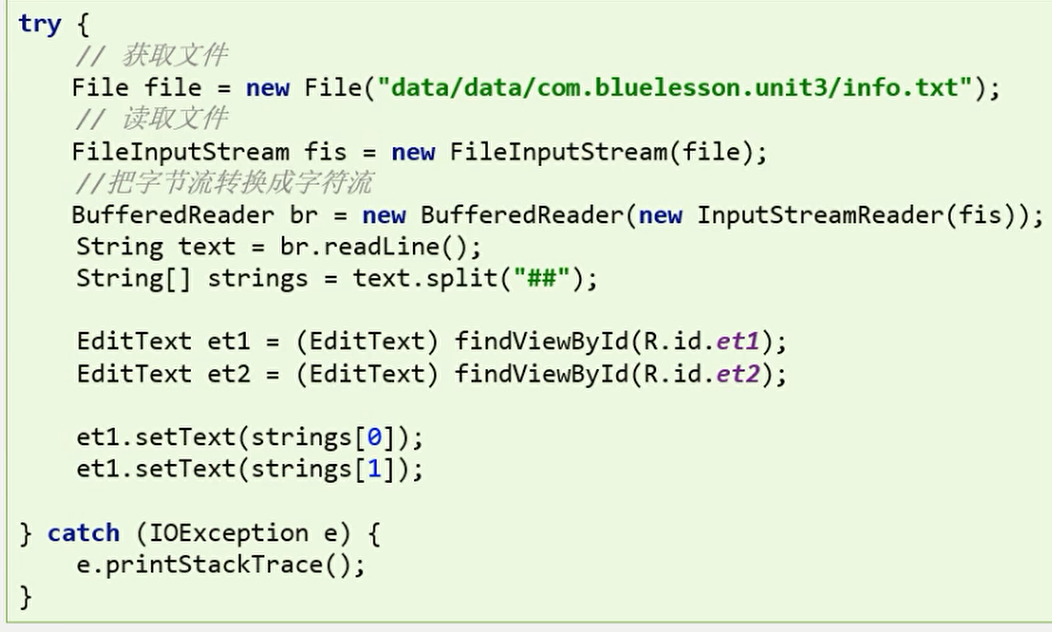 try {
// 获取文件
File file = new File("data/data/com.bluelesson.unit3/info.txt");
// 读取文件
FileInputStream fis = new FileInputStream(file);
//把字节流转换成字符流
BufferedReader br = new BufferedReader(new InputStreamReader(fis));
String text = br.readLine();
String[] strings = text.split("##");
EditText et1 = (EditText) findViewById(R.id.et1);
EditText et2 = (EditText) findViewById(R.id.et2);
et1.setText(strings[0]);
et1.setText(strings[1]);
} catch (IOException e) {
e.printStackTrace();
}